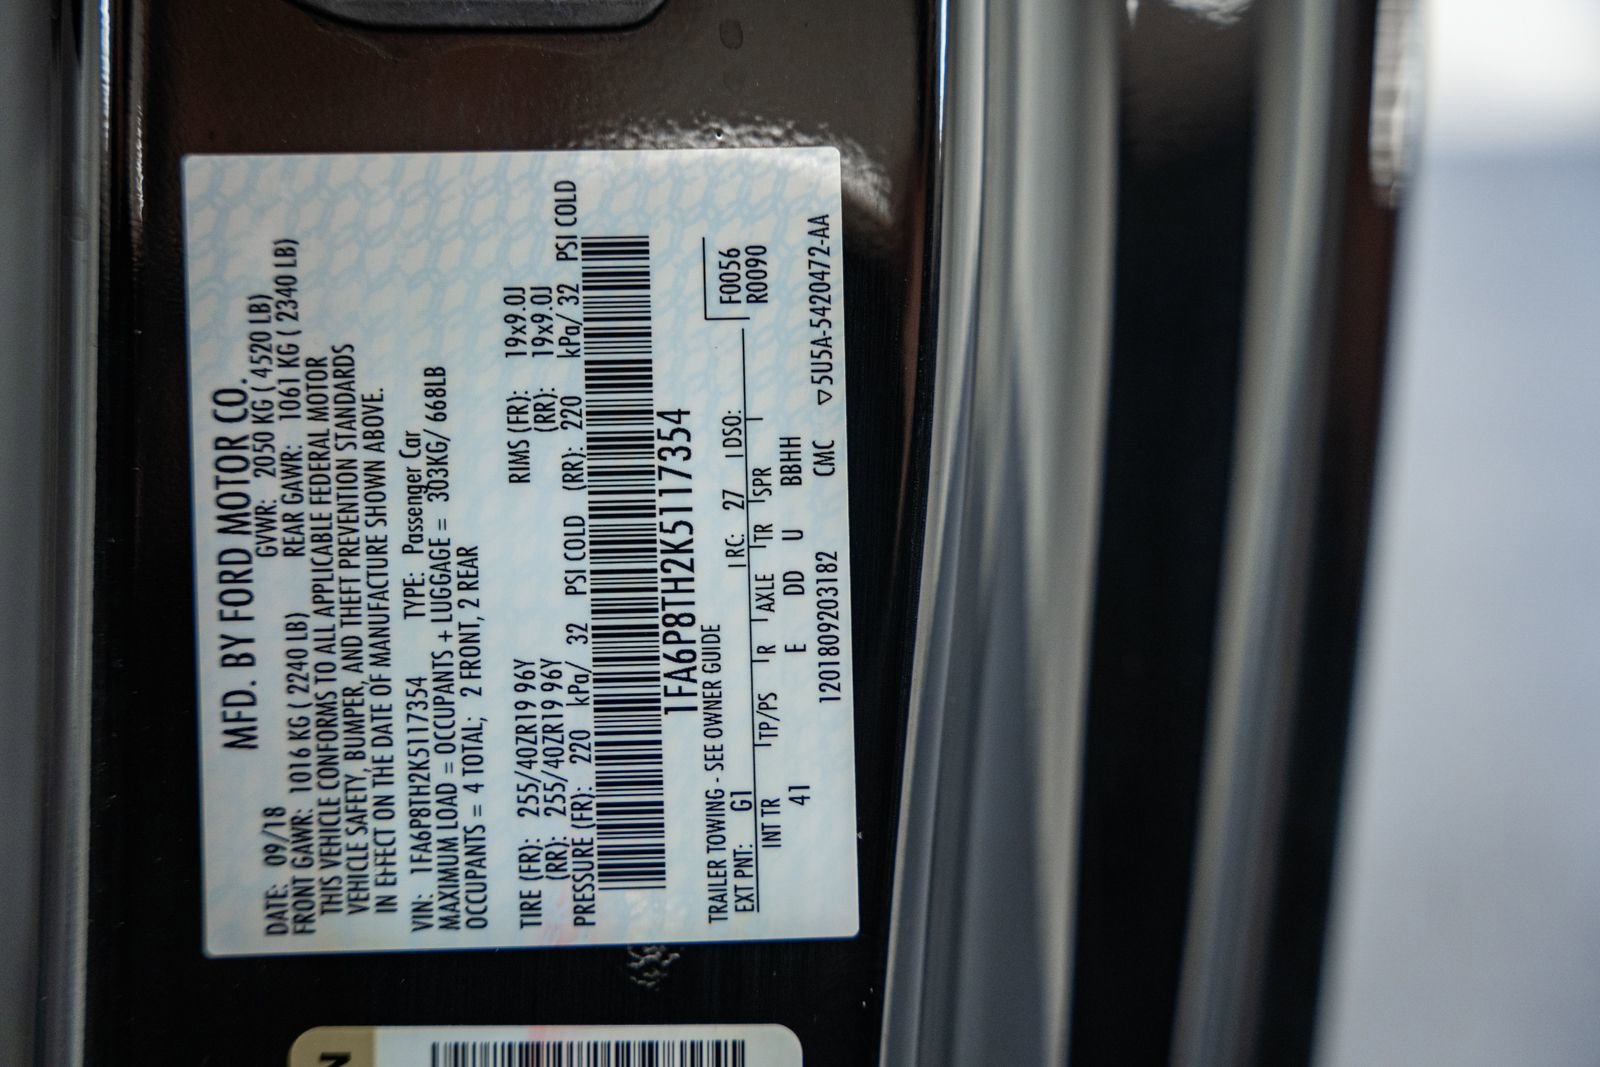 MFD. BY FORD MOTOR CO.
DATE: 09/18 GVWR: 2050 KG ( 4520 LB)
FRONT GAWR: 1016 KG ( 2240 LB) REAR GAWR: 1061 KG ( 2340 LB)
THIS VEHICLE CONFORMS TO ALL APPLICABLE FEDERAL MOTOR
VEHICLE SAFETY, BUMPER, AND THEFT PREVENTION STANDARDS
IN EFFECT ON THE DATE OF MANUFACTURE SHOWN ABOVE.
VIN: 1FA6P8TH2K5117354 TYPE: Passenger Car
MAXIMUM LOAD = OCCUPANTS + LUGGAGE = 303KG/ 668LB
OCCUPANTS = 4 TOTAL; 2 FRONT, 2 REAR
TIRE (FR): 255/40ZR19 96Y RIMS (FR): 19x9.0J
(RR): 255/40ZR19 96Y (RR): 19x9.0J
PRESSURE (FR): 220 kPa/ 32 PSI COLD (RR): 220 kPa/ 32 PSI COLD
1FA6P8TH2K5117354
TRAILER TOWING - SEE OWNER GUIDE F0056
EXT PNT: G1 RC: 27 DSO: R0090
INT TR TP/PS R AXLE TR SPR
41 E DD U BBHH
1201809203182 CMC ▽5U5A-5420472-AA
N